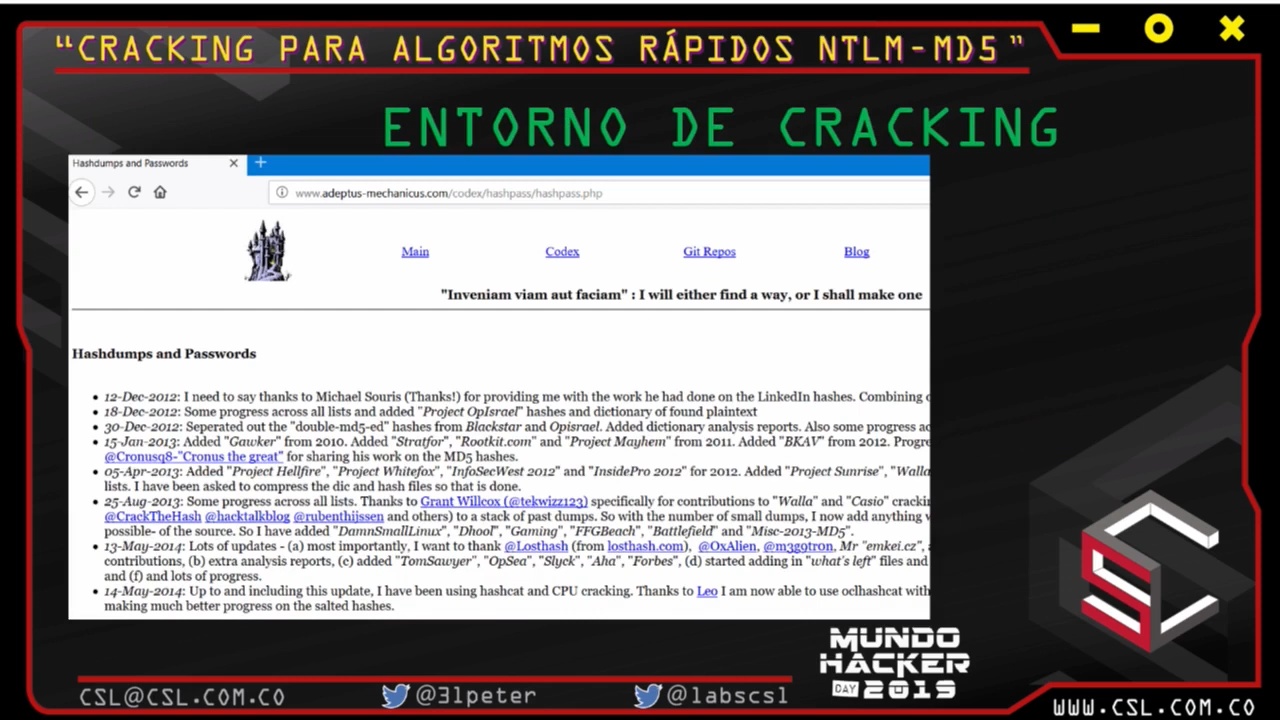 "CRACKING PARA ALGORITMOS RÁPIDOS NTLM-MD5"
ENTORNO DE CRACKING
Hashdumps and Passwords
www.adeptus-mechanicus.com/codex/hashpass/hashpass.php
Main Codex Git Repos Blog
"Inveniam viam aut faciam" : I will either find a way, or I shall make one
Hashdumps and Passwords
12-Dec-2012: I need to say thanks to Michael Souris (Thanks!) for providing me with the work he had done on the LinkedIn hashes. Combining
18-Dec-2012: Some progress across all lists and added "Project OpIsrael" hashes and dictionary of found plaintext
30-Dec-2012: Seperated out the "double-md5-ed" hashes from Blackstar and Opisrael. Added dictionary analysis reports. Also some progress
15-Jan-2013: Added "Gawker" from 2010. Added "Stratfor", "Rootkit.com" and "Project Mayhem" from 2011. Added "BKAV" from 2012.
@Cronusq8-"Cronus the great" for sharing his work on the MD5 hashes.
05-Apr-2013: Added "Project Hellfire", "Project Whitefox", "InfoSecWest 2012" and "InsidePro 2012" for 2012. Added "Project Sunrise", "Walla
lists. I have been asked to compress the dic and hash files so that is done.
25-Aug-2013: Some progress across all lists. Thanks to Grant Willcox (@tekwizz123) specifically for contributions to "Walla" and "Casio"
@CrackTheHash @hacktalkblog @rubenthijssen and others) to a stack of past dumps. So with the number of small dumps, I now add anything
possible- of the source. So I have added "DamnSmallLinux", "Dhool", "Gaming", "FFGBeach", "Battlefield" and "Misc-2013-MD5".
13-May-2014: Lots of updates - (a) most importantly, I want to thank @Losthash (from losthash.com), @OxAlien, @m3g9tron, Mr "emkei.cz",
contributions, (b) extra analysis reports, (c) added "TomSawyer", "OpSea", "Slyck", "Aha", "Forbes", (d) started adding in "what's left" files and
and (f) and lots of progress.
14-May-2014: Up to and including this update, I have been using hashcat and CPU cracking. Thanks to Leo I am now able to use oclhashcat with
making much better progress on the salted hashes.
MUNDO
HACKER
DAY 2019
CSL@CSL.COM.CO @3lpeter @labscsl
WWW.CSL.COM.CO